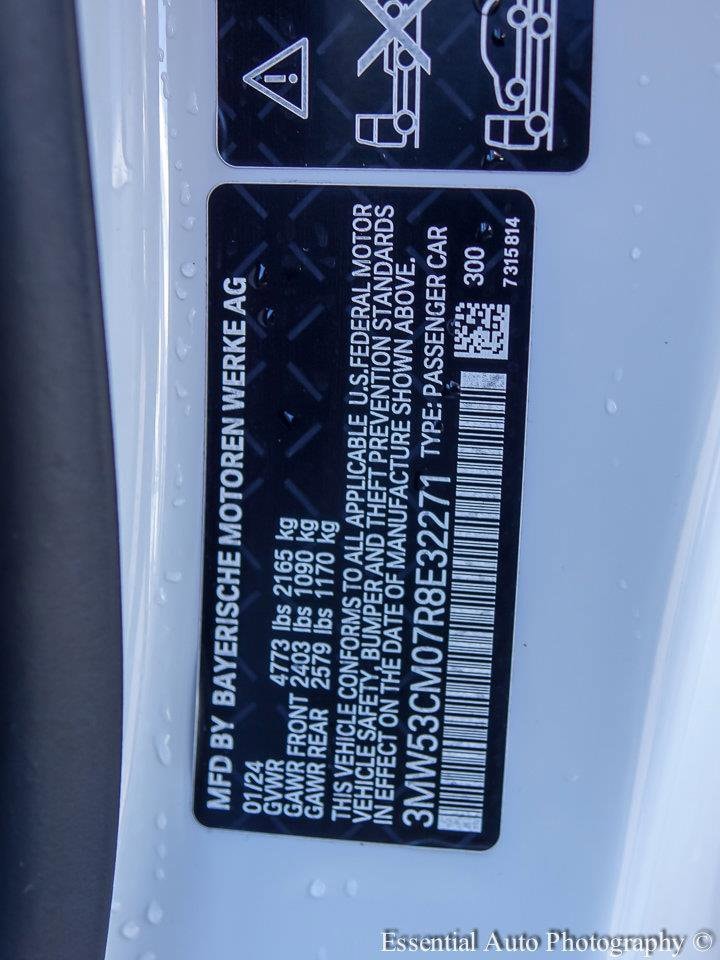 MFD BY BAYERISCHE MOTOREN WERKE AG
01/24
GVWR 4773 lbs 2165 kg
GAWR FRONT 2403 lbs 1090 kg
GAWR REAR 2579 lbs 1170 kg
THIS VEHICLE CONFORMS TO ALL APPLICABLE U.S.FEDERAL MOTOR
VEHICLE SAFETY, BUMPER AND THEFT PREVENTION STANDARDS
IN EFFECT ON THE DATE OF MANUFACTURE SHOWN ABOVE.
3MW53CM07R8E32271 TYPE: PASSENGER CAR
300
7315814
Essential Auto Photography ©